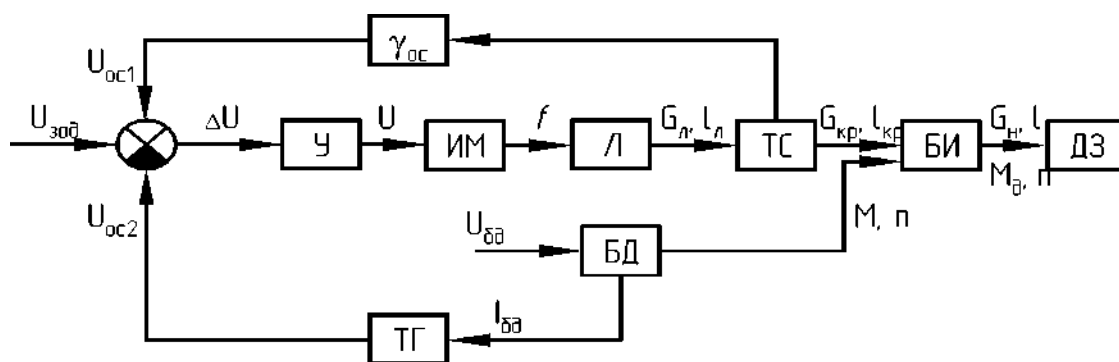 γос
Uос1
Uзад
ΔU
У
U
ИМ
f
Л
Gл, lл
ТС
Gкр, lкр
БИ
Gн, l
Mд, п
ДЗ
Uос2
Uбд
БД
M, п
Iбд
ТГ